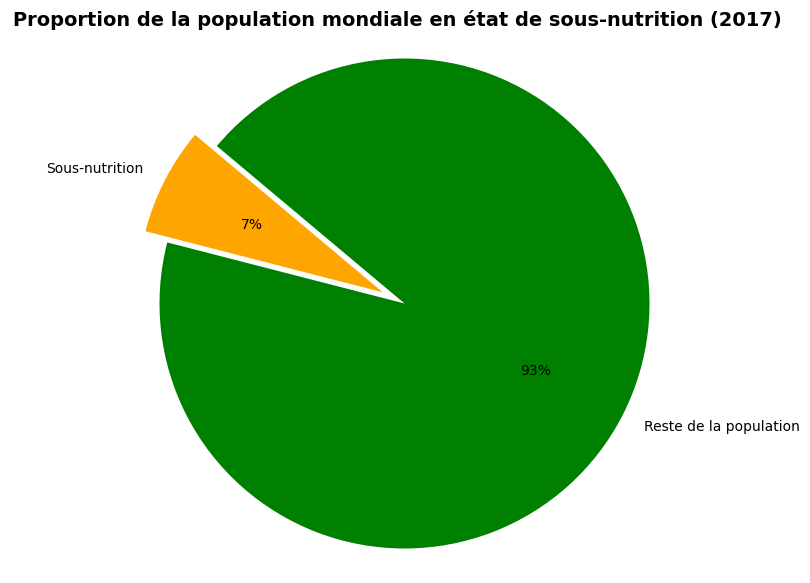 Proportion de la population mondiale en état de sous-nutrition (2017)
Sous-nutrition
7%
93%
Reste de la population